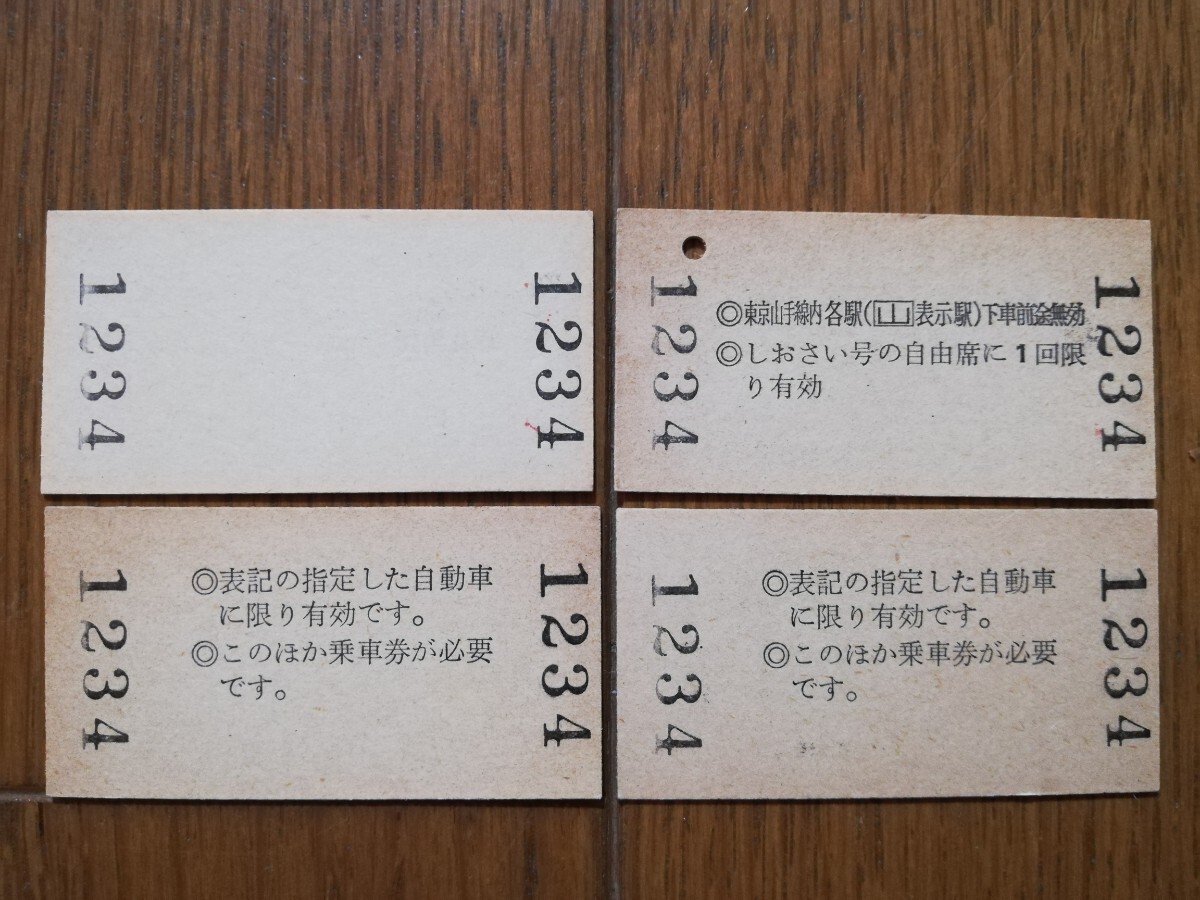 1234
1234
1234
◎東京山手線内各駅(山表示駅)下車前途無効
◎しおさい号の自由席に1回限
り有効
1234
1234
◎表記の指定した自動車
に限り有効です。
◎このほか乗車券が必要
です。
1234
1234
◎表記の指定した自動車
に限り有効です。
◎このほか乗車券が必要
です。
1234